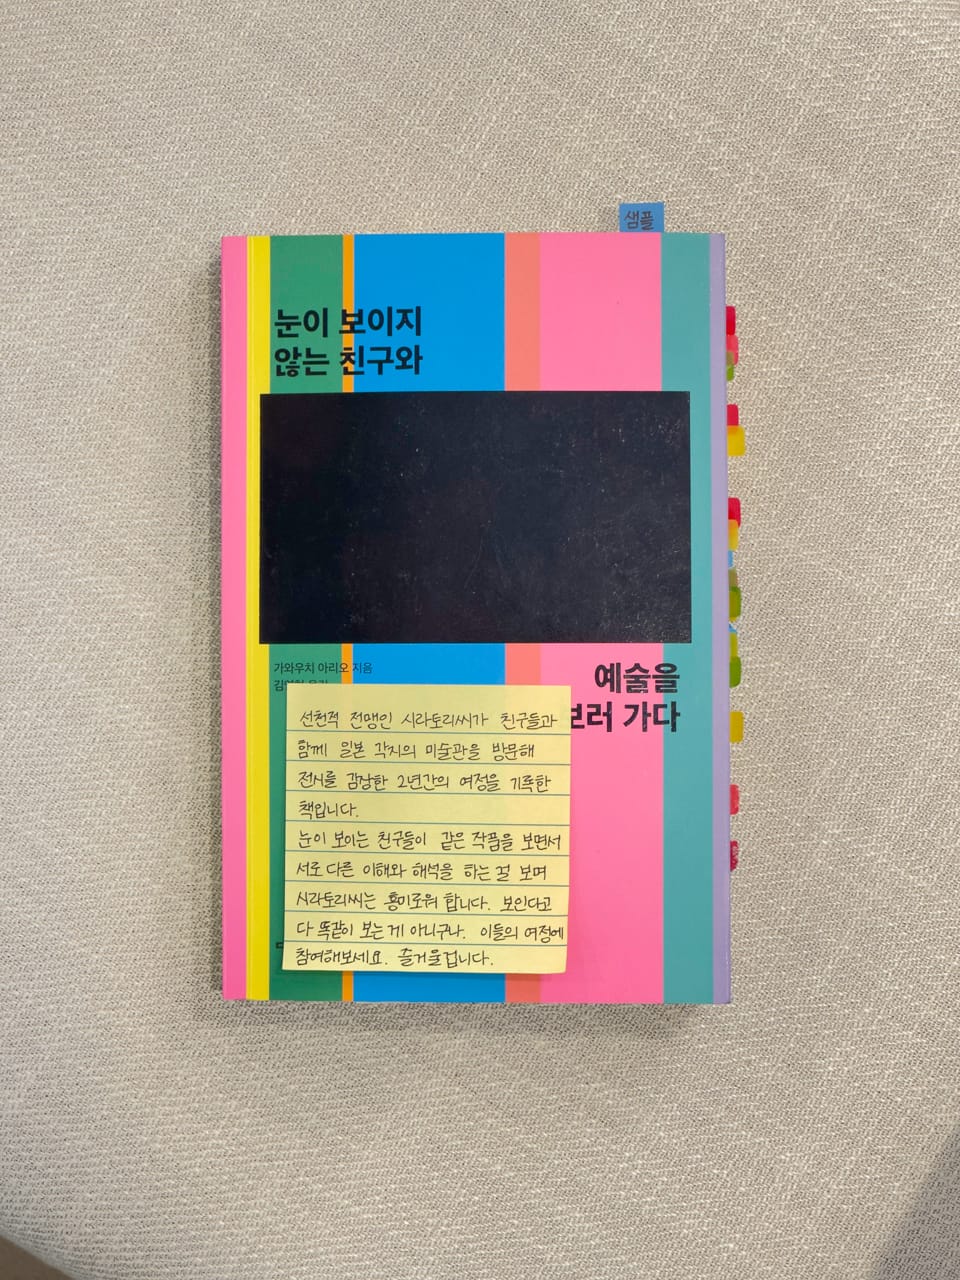 샘플
눈이 보이지
않는 친구와
가와우치 아리오 지음
예술을
보러 가다
선천적 전맹인 시라토리씨가 친구들과
함께 일본 각지의 미술관을 방문해
전시를 감상한 2년간의 여정을 기록한
책입니다.
눈이 보이는 친구들이 같은 작품을 보면서
서로 다른 이해와 해석을 하는 걸 보며
시라토리씨는 흥미로워 합니다. 보인다고
다 똑같이 보는 게 아니구나. 이들의 여정에
참여해보세요. 즐거울겁니다.